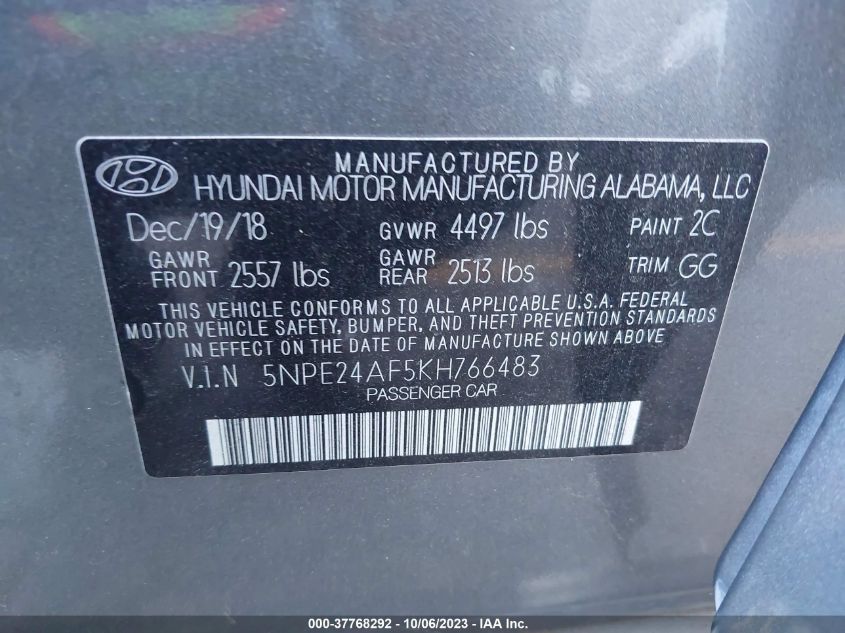 MANUFACTURED BY
HYUNDAI MOTOR MANUFACTURING ALABAMA, LLC
Dec/19/18 GVWR 4497 lbs PAINT 2C
GAWR FRONT 2557 lbs GAWR REAR 2513 lbs TRIM GG
THIS VEHICLE CONFORMS TO ALL APPLICABLE U.S.A. FEDERAL
MOTOR VEHICLE SAFETY, BUMPER, AND THEFT PREVENTION STANDARDS
IN EFFECT ON THE DATE OF MANUFACTURE SHOWN ABOVE
V.I.N 5NPE24AF5KH766483
PASSENGER CAR
000-37768292 - 10/06/2023 - IAA Inc.